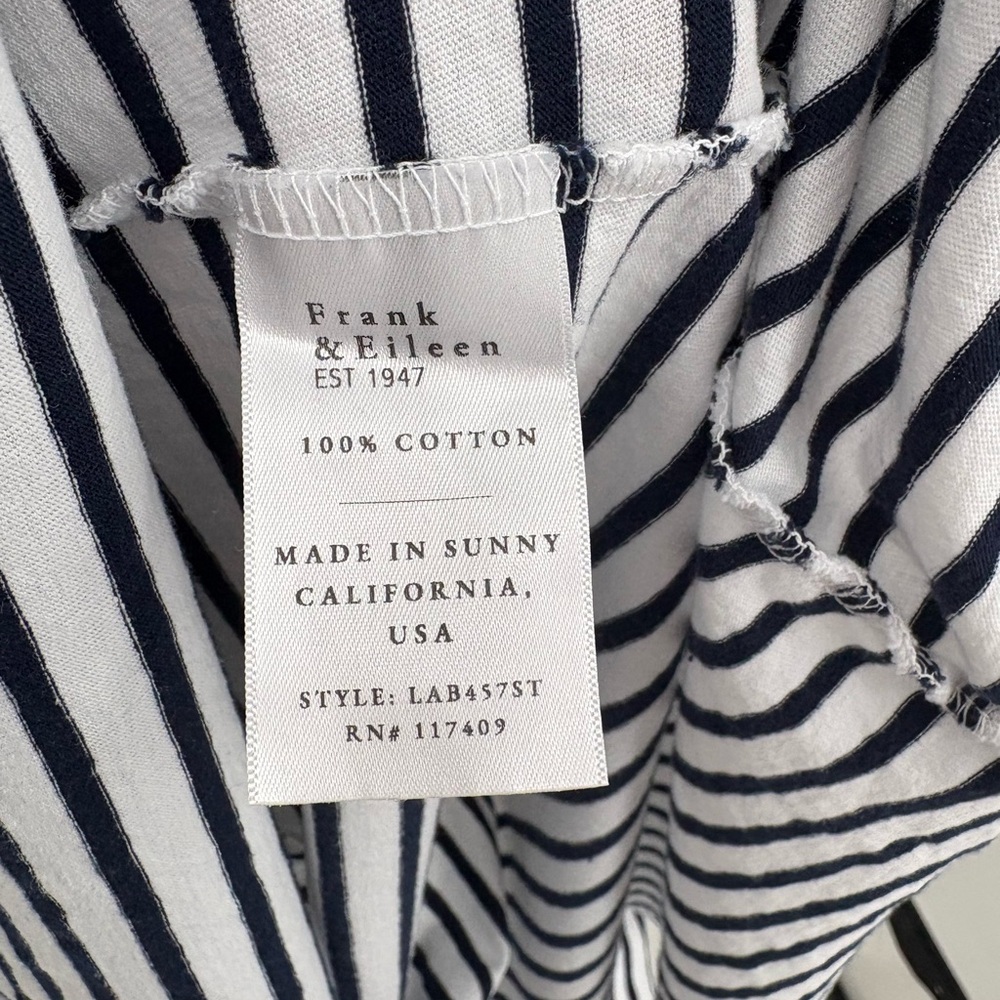 Frank
&Eileen
EST 1947
100% COTTON
MADE IN SUNNY
CALIFORNIA,
USA
STYLE: LAB457ST
RN# 117409